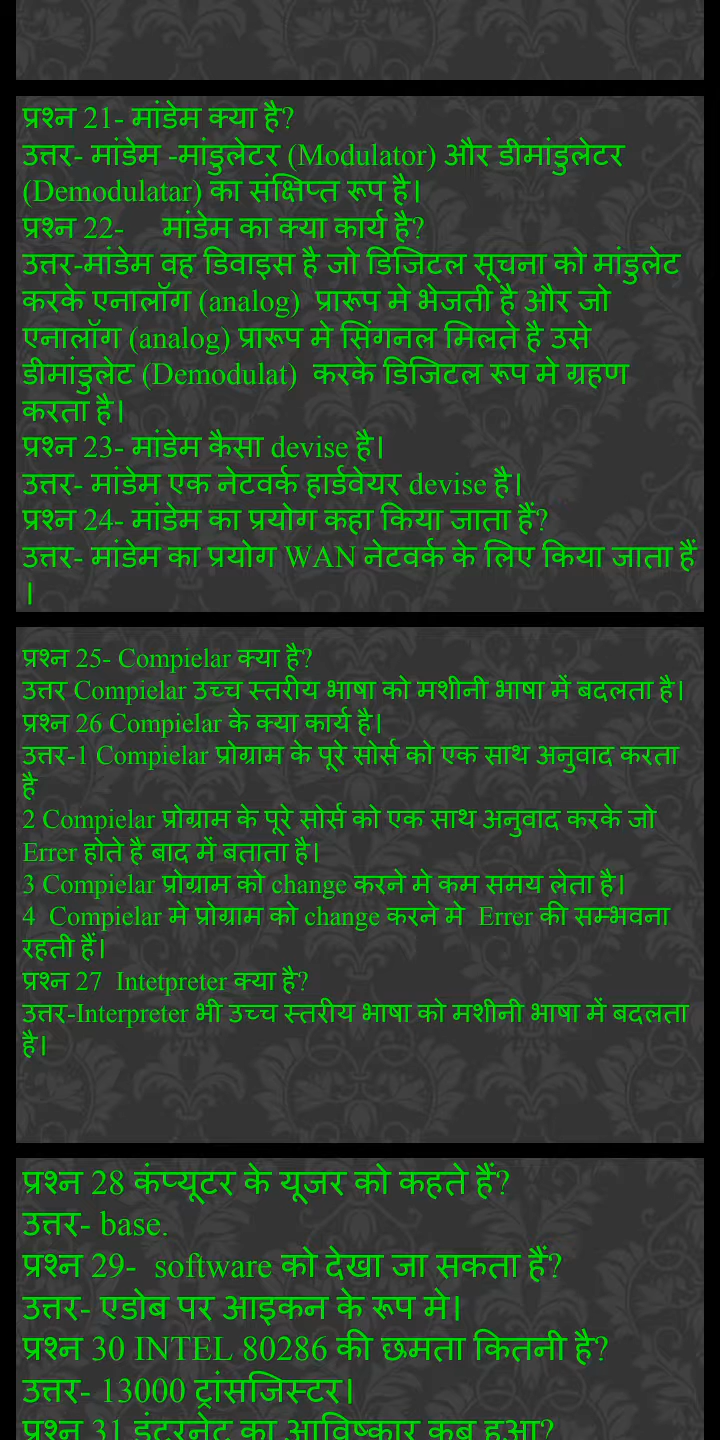 प्रश्न 21- मांडेम क्या है?
उत्तर- मांडेम -मांडुलेटर (Modulator) और डीमांडुलेटर
(Demodulatar) का संक्षिप्त रूप है।
प्रश्न 22- मांडेम का क्या कार्य है?
उत्तर-मांडेम वह डिवाइस है जो डिजिटल सूचना को मांडुलेट
करके एनालॉग (analog) प्रारूप मे भेजती है और जो
एनालॉग (analog) प्रारूप मे सिंगनल मिलते है उसे
डीमांडुलेट (Demodulat) करके डिजिटल रूप मे ग्रहण
करता है।
प्रश्न 23- मांडेम कैसा devise है।
उत्तर- मांडेम एक नेटवर्क हार्डवेयर devise है।
प्रश्न 24- मांडेम का प्रयोग कहा किया जाता हैं?
उत्तर- मांडेम का प्रयोग WAN नेटवर्क के लिए किया जाता हैं
।
प्रश्न 25- Compielar क्या है?
उत्तर Compielar उच्च स्तरीय भाषा को मशीनी भाषा में बदलता है।
प्रश्न 26 Compielar के क्या कार्य है।
उत्तर-1 Compielar प्रोग्राम के पूरे सोर्स को एक साथ अनुवाद करता
है
2 Compielar प्रोग्राम के पूरे सोर्स को एक साथ अनुवाद करके जो
Errer होते है बाद में बताता है।
3 Compielar प्रोग्राम को change करने मे कम समय लेता है।
4 Compielar मे प्रोग्राम को change करने मे Errer की सम्भवना
रहती हैं।
प्रश्न 27 Intetpreter क्या है?
उत्तर-Interpreter भी उच्च स्तरीय भाषा को मशीनी भाषा में बदलता
है।
प्रश्न 28 कंप्यूटर के यूजर को कहते हैं?
उत्तर- base.
प्रश्न 29- software को देखा जा सकता हैं?
उत्तर- एडोब पर आइकन के रूप मे।
प्रश्न 30 INTEL 80286 की छमता कितनी है?
उत्तर- 13000 ट्रांसजिस्टर।
प्रश्न 31 इंटरनेट का आविष्कार कब हुआ?